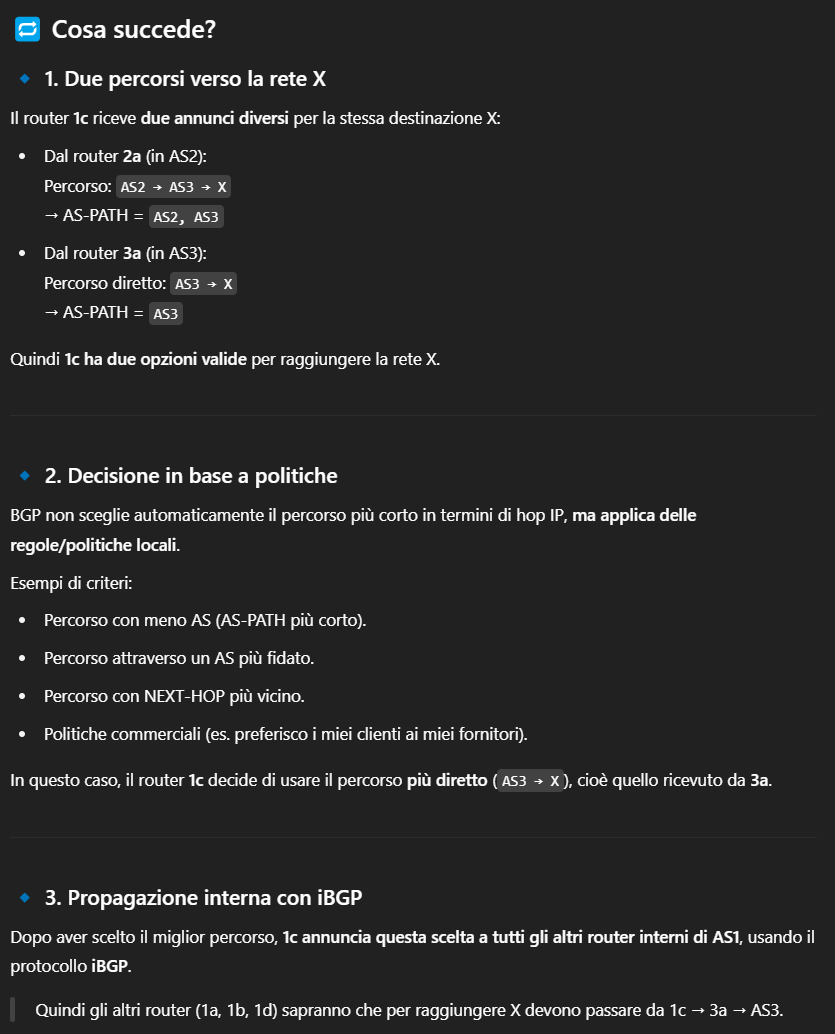 🔁 Cosa succede?
🔹 1. Due percorsi verso la rete X
Il router 1c riceve due annunci diversi per la stessa destinazione X:
• Dal router 2a (in AS2):
Percorso: AS2 → AS3 → X
→ AS-PATH = AS2, AS3
• Dal router 3a (in AS3):
Percorso diretto: AS3 → X
→ AS-PATH = AS3
Quindi 1c ha due opzioni valide per raggiungere la rete X.
🔹 2. Decisione in base a politiche
BGP non sceglie automaticamente il percorso più corto in termini di hop IP, ma applica delle
regole/politiche locali.
Esempi di criteri:
• Percorso con meno AS (AS-PATH più corto).
• Percorso attraverso un AS più fidato.
• Percorso con NEXT-HOP più vicino.
• Politiche commerciali (es. preferisco i miei clienti ai miei fornitori).
In questo caso, il router 1c decide di usare il percorso più diretto (AS3 → X), cioè quello ricevuto da 3a.
🔹 3. Propagazione interna con iBGP
Dopo aver scelto il miglior percorso, 1c annuncia questa scelta a tutti gli altri router interni di AS1, usando il
protocollo iBGP.
Quindi gli altri router (1a, 1b, 1d) sapranno che per raggiungere X devono passare da 1c → 3a → AS3.